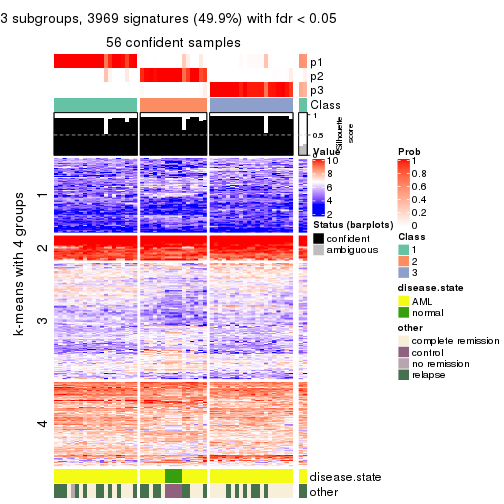 3 subgroups, 3969 signatures (49.9%) with fdr < 0.05
56 confident samples
p1
p2
p3
Class
1
0.5
0
Silhouette
score
k-means with 4 groups
1
2
3
4
disease.state
other
Value
10
8
6
4
2
Status (barplots)
confident
ambiguous
Prob
1
0.8
0.6
0.4
0.2
0
Class
1
2
3
disease.state
AML
normal
other
complete remission
control
no remission
relapse